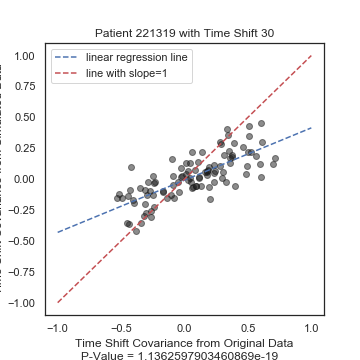 Patient 221319 with Time Shift 30
linear regression line
line with slope=1
1.00
0.75
0.50
0.25
0.00
−0.25
−0.50
−0.75
−1.00
−1.0
−0.5
0.0
0.5
1.0
Time Shift Covariance from Original Data
P-Value = 1.1362597903460869e-19